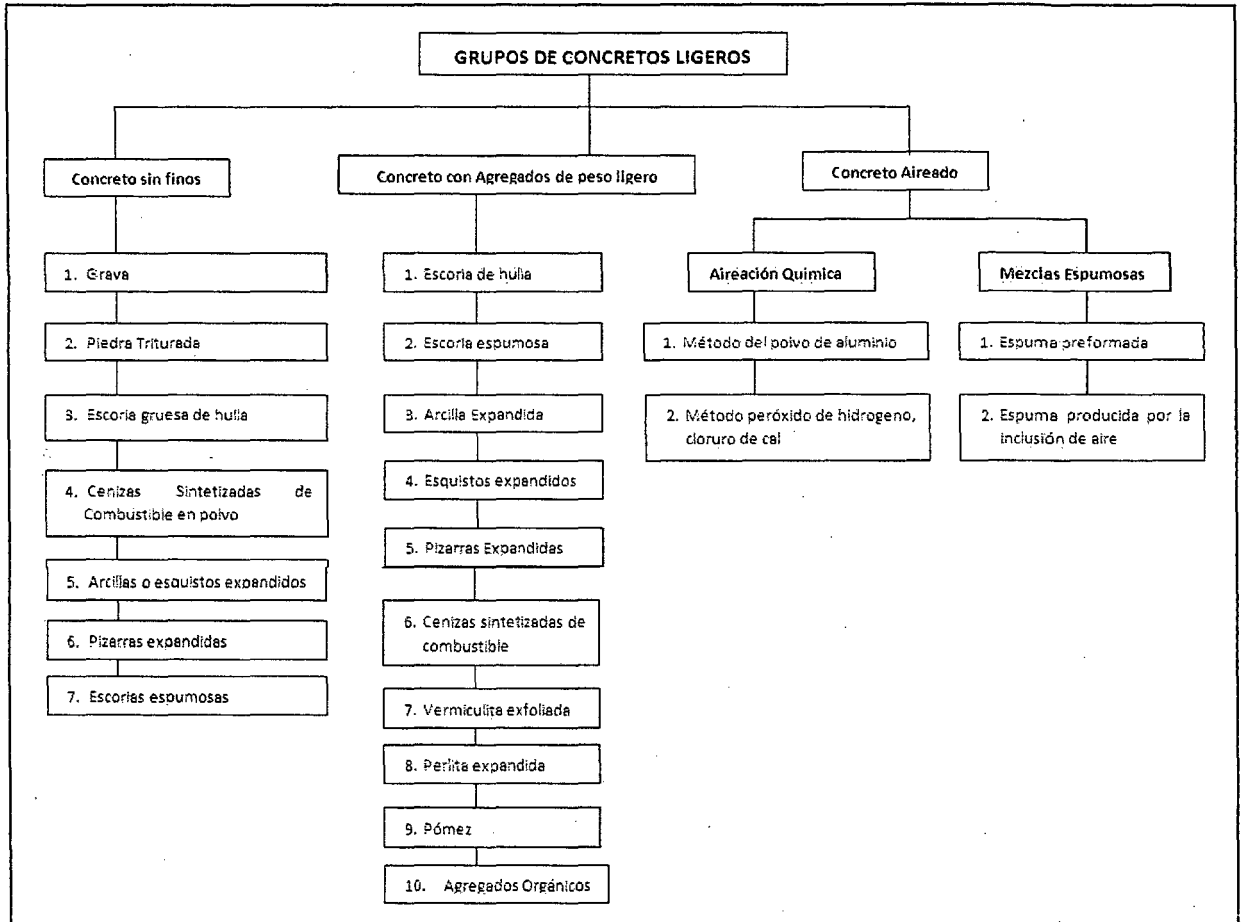 GRUPOS DE CONCRETOS LIGEROS
Concreto sin finos
1. Grava
2. Piedra Triturada
3. Escoria gruesa de hulla
4. Cenizas Sintetizadas de
Combustible en polvo
5. Arcillas o esquistos expandidos
6. Pizarras expandidas
7. Escorias espumosas
Concreto con Agregados de peso ligero
1. Escoria de hulla
2. Escoria espumosa
3. Arcilla Expandida
4. Esquistos expandidos
5. Pizarras Expandidas
6. Cenizas sintetizadas de
combustible
7. Vermiculita exfoliada
8. Perlita expandida
9. Pómez
10. Agregados Orgánicos
Concreto Aireado
Aireación Química
1. Método del polvo de aluminio
2. Método peróxido de hidrogeno,
cloruro de cal
Mezclas Espumosas
1. Espuma preformada
2. Espuma producida por la
inclusión de aire